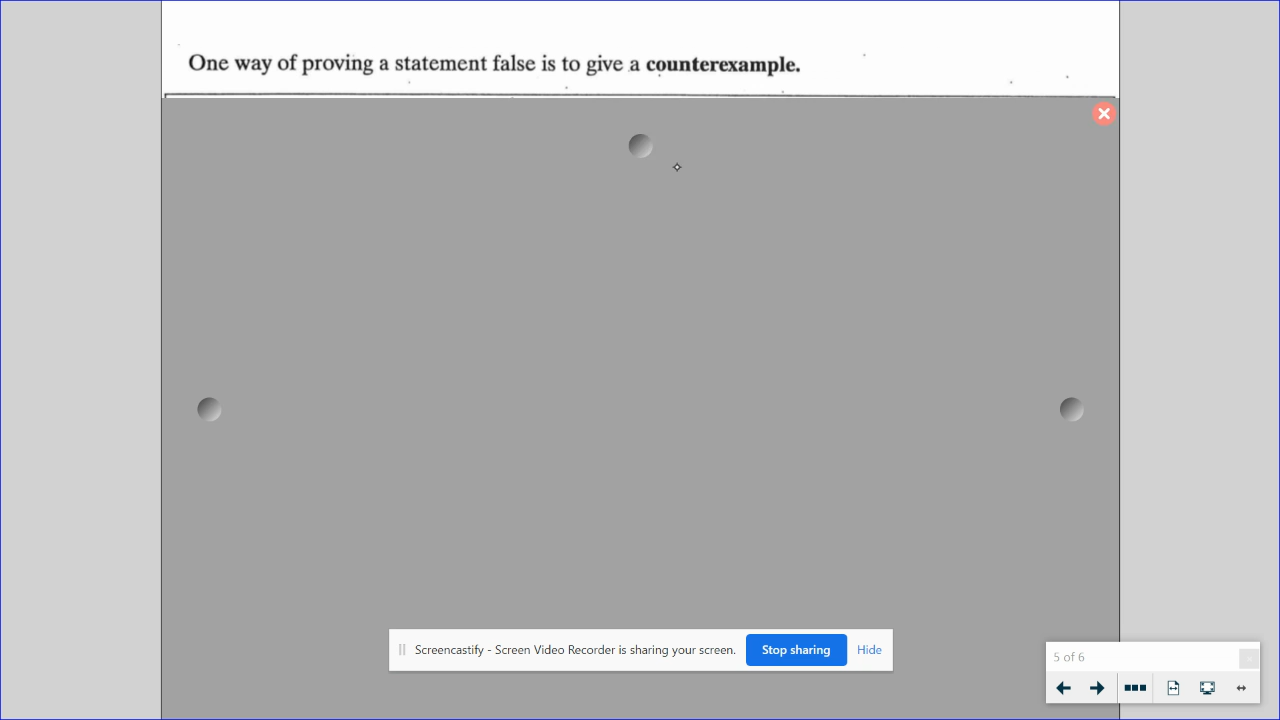 One way of proving a statement false is to give a counterexample.
Screencastify - Screen Video Recorder is sharing your screen.
Stop sharing
Hide
5 of 6